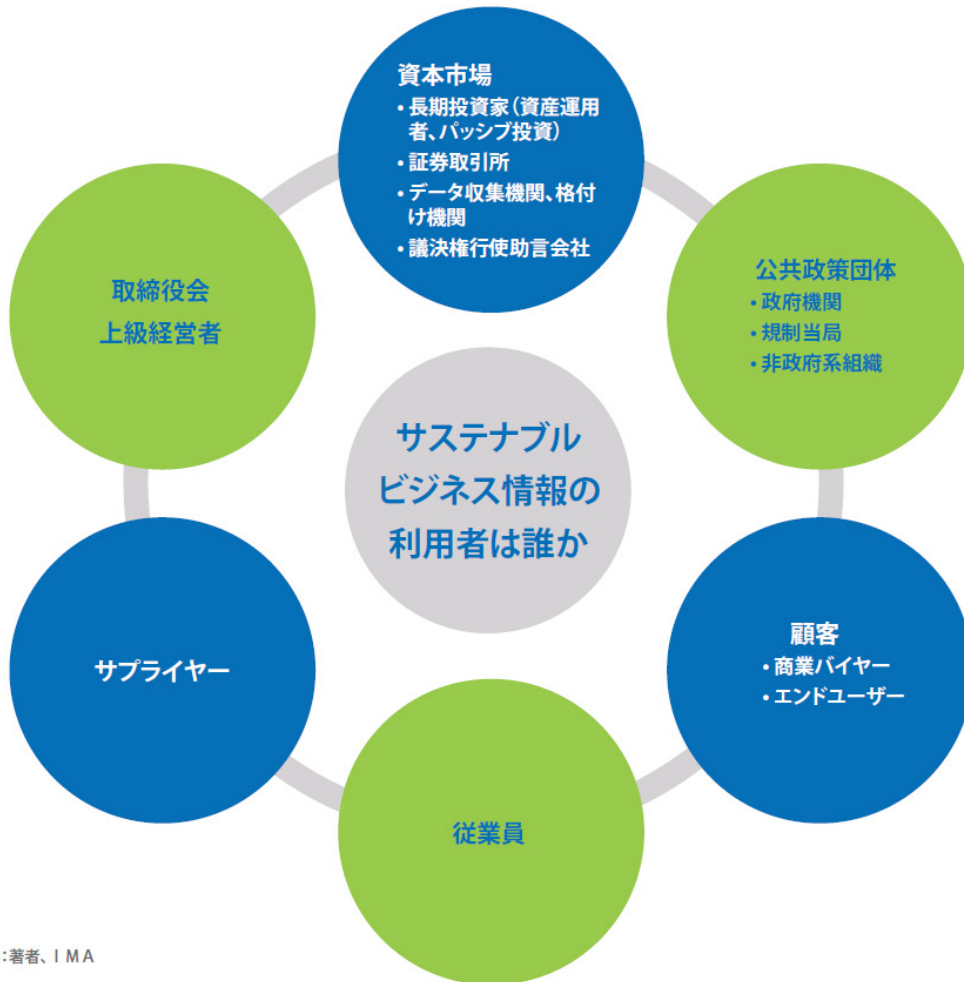 資本市場
・長期投資家（資産運用
者、パッシブ投資）
・証券取引所
・データ収集機関、格付
け機関
・議決権行使助言会社
公共政策団体
・政府機関
・規制当局
・非政府系組織
取締役会
上級経営者
サステナブル
ビジネス情報の
利用者は誰か
顧客
・商業バイヤー
・エンドユーザー
サプライヤー
従業員
:著者、IMA